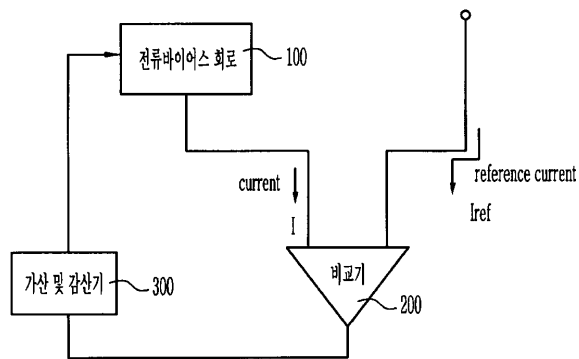 전류바이어스 회로
100
current
I
reference current
Iref
비교기
200
가산 및 감산기
300